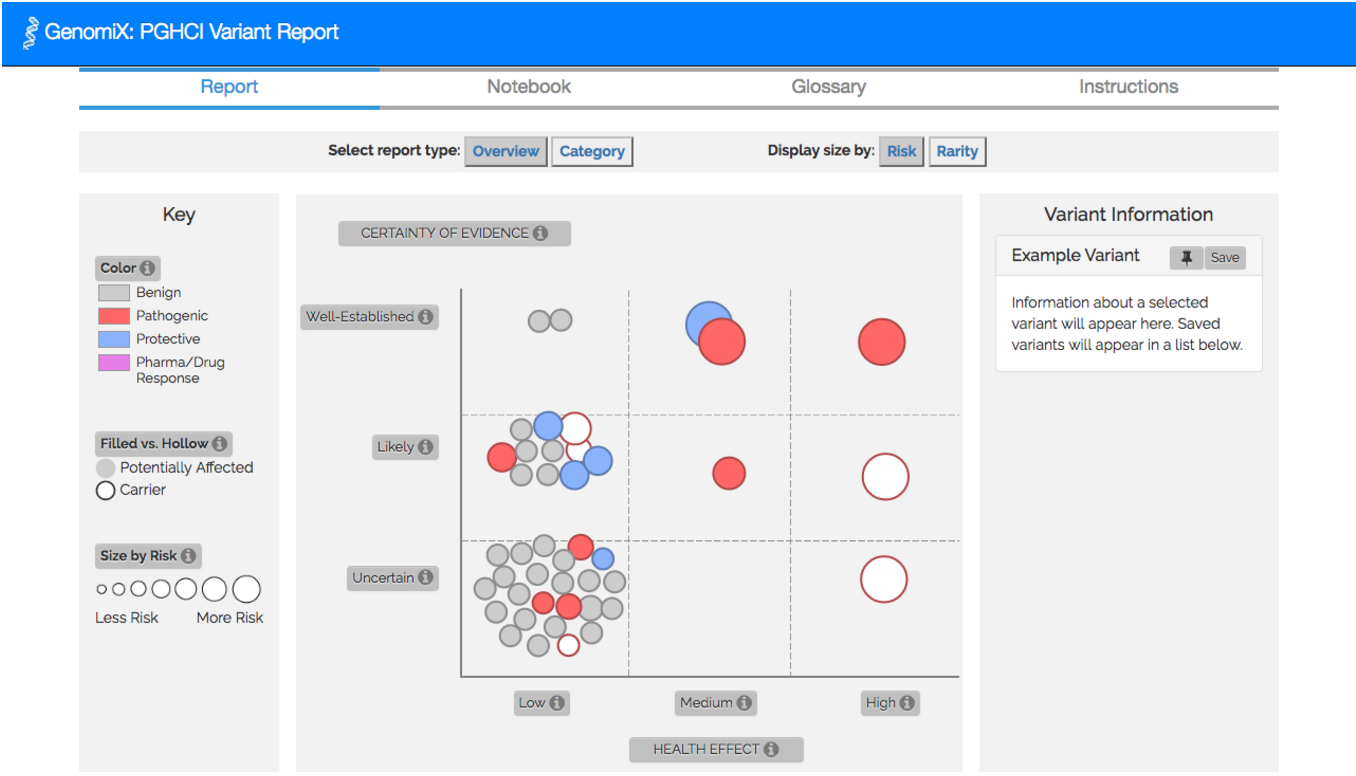 GenomiX: PGHCI Variant Report
Report Notebook Glossary Instructions
Select report type: Overview Category Display size by: Risk Rarity
Key
Color
Benign
Pathogenic
Protective
Pharma/Drug
Response
Filled vs. Hollow
Potentially Affected
Carrier
Size by Risk
Less Risk More Risk
CERTAINTY OF EVIDENCE
Well-Established
Likely
Uncertain
Low Medium High
HEALTH EFFECT
Variant Information
Example Variant Save
Information about a selected
variant will appear here. Saved
variants will appear in a list below.